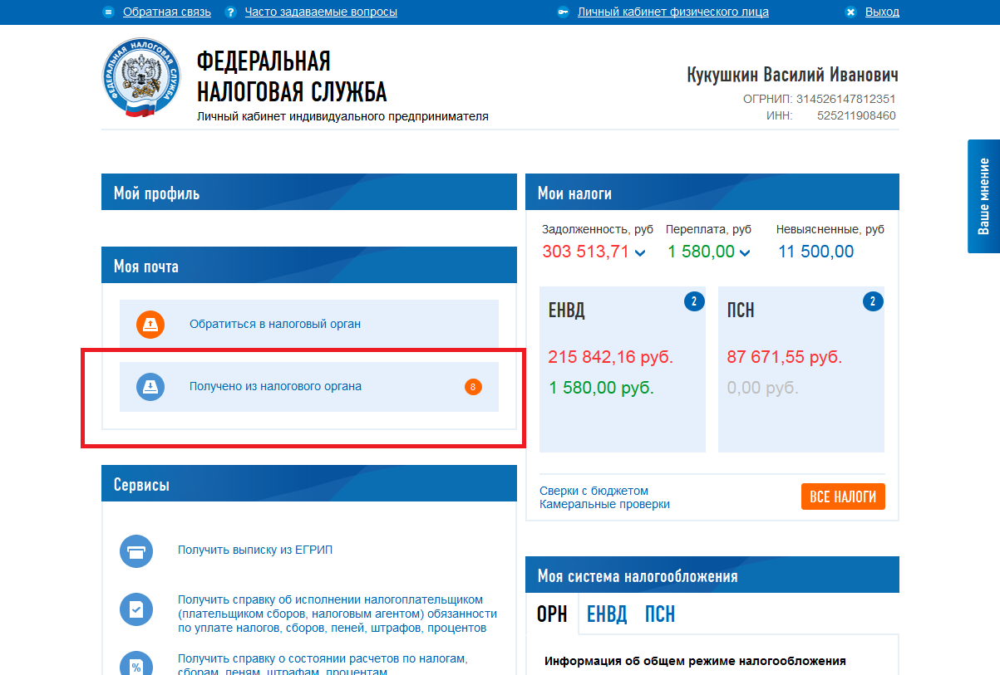 Обратная связь
Часто задаваемые вопросы
Личный кабинет физического лица
Выход
ФЕДЕРАЛЬНАЯ НАЛОГОВАЯ СЛУЖБА
ФЕДЕРАЛЬНАЯ
НАЛОГОВАЯ СЛУЖБА
Личный кабинет индивидуального предпринимателя
Кукушкин Василий Иванович
ОГРНИП: 314526147812351
ИНН: 525211908460
Ваше мнение
Мой профиль
Моя почта
Обратиться в налоговый орган
Получено из налогового органа
8
Сервисы
Получить выписку из ЕГРИП
Получить справку об исполнении налогоплательщиком
(плательщиком сборов, налоговым агентом) обязанности
по уплате налогов, сборов, пеней, штрафов, процентов
%
Получить справку о состоянии расчетов по налогам,
сборам, пеням, штрафам, процентам
Мои налоги
Задолженность, руб
Переплата, руб
Невыясненные, руб
303 513,71
1 580,00
11 500,00
ЕНВД
2
215 842,16 руб.
1 580,00 руб.
ПСН
2
87 671,55 руб.
0,00 руб.
Сверки с бюджетом
Камеральные проверки
ВСЕ НАЛОГИ
Моя система налогообложения
ОРН
ЕНВД
ПСН
Информация об общем режиме налогообложения